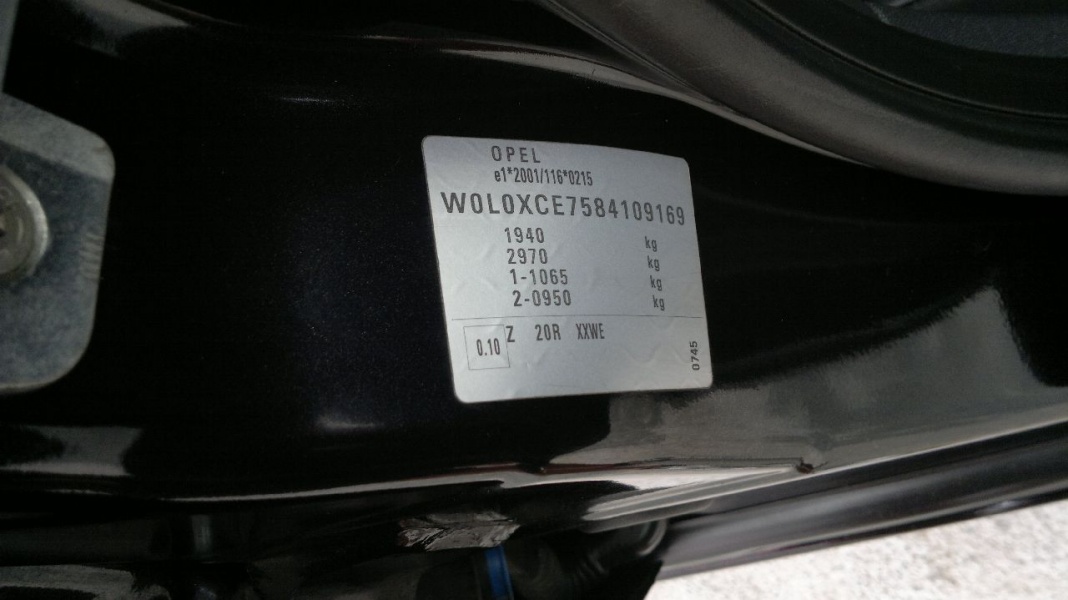 OPEL
e1*2001/116*0215
W0L0XCE7584109169
1940 kg
2970 kg
1-1065 kg
2-0950 kg
0.10 Z 20R XXWE
0745